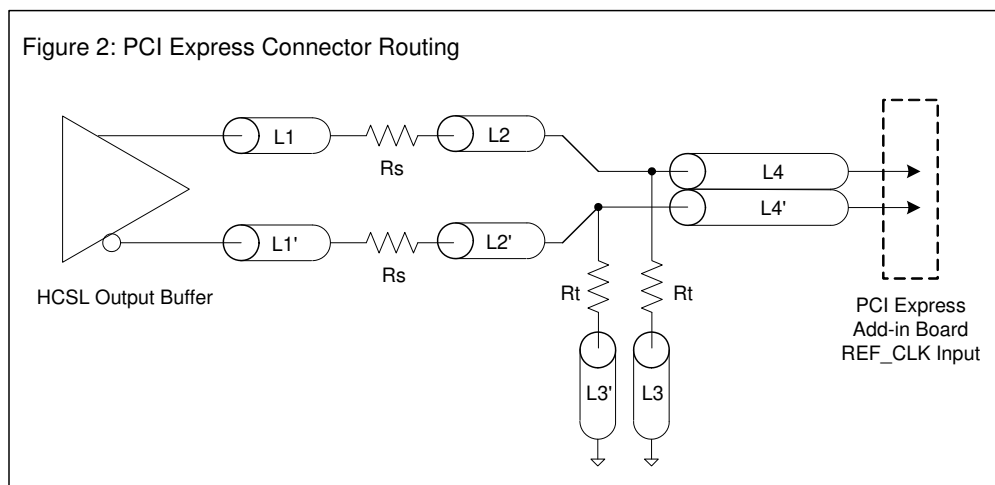 Figure 2: PCI Express Connector Routing
L1
Rs
L2
L4
L4'
L1'
Rs
L2'
HCSL Output Buffer
Rt
Rt
L3'
L3
PCI Express
Add-in Board
REF_CLK Input